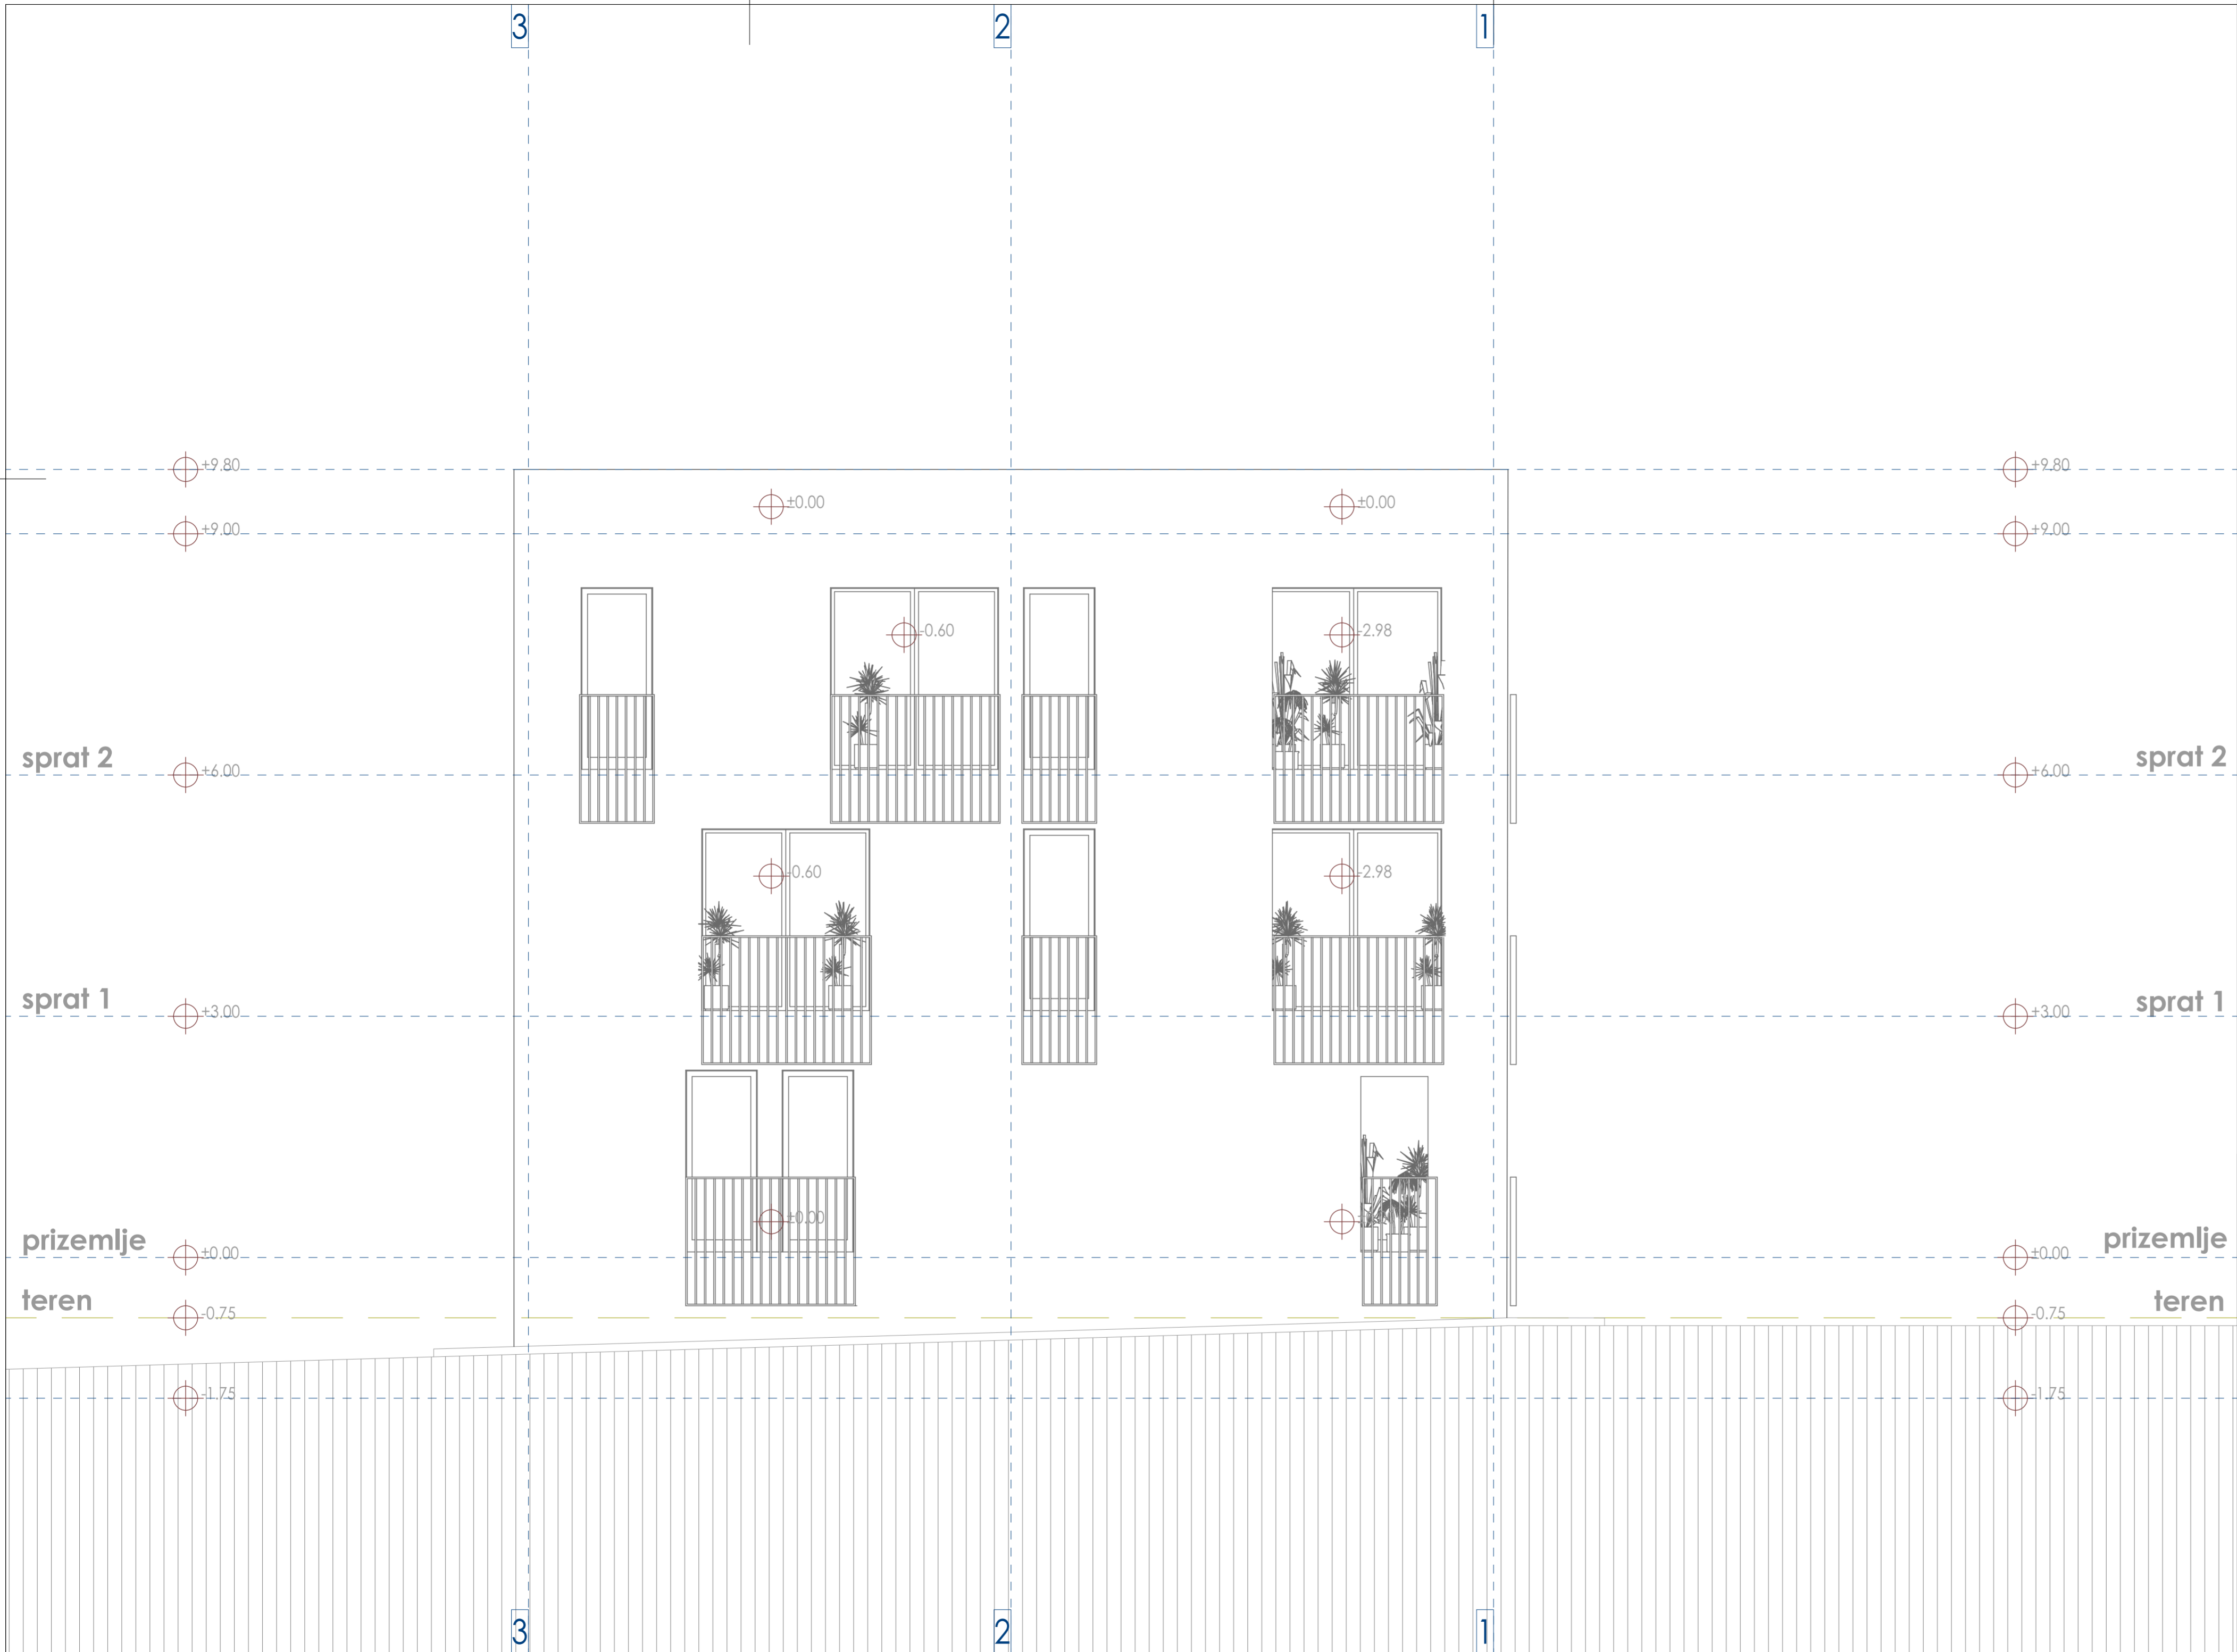 3 2 1
+9.80 +9.80
±0.00 ±0.00
+9.00 +9.00
-0.60 -2.98
sprat 2 +6.00 +6.00 sprat 2
-0.60 -2.98
sprat 1 +3.00 +3.00 sprat 1
±0.00
prizemlje ±0.00 ±0.00 prizemlje
teren -0.75 -0.75 teren
-1.75 -1.75
3 2 1